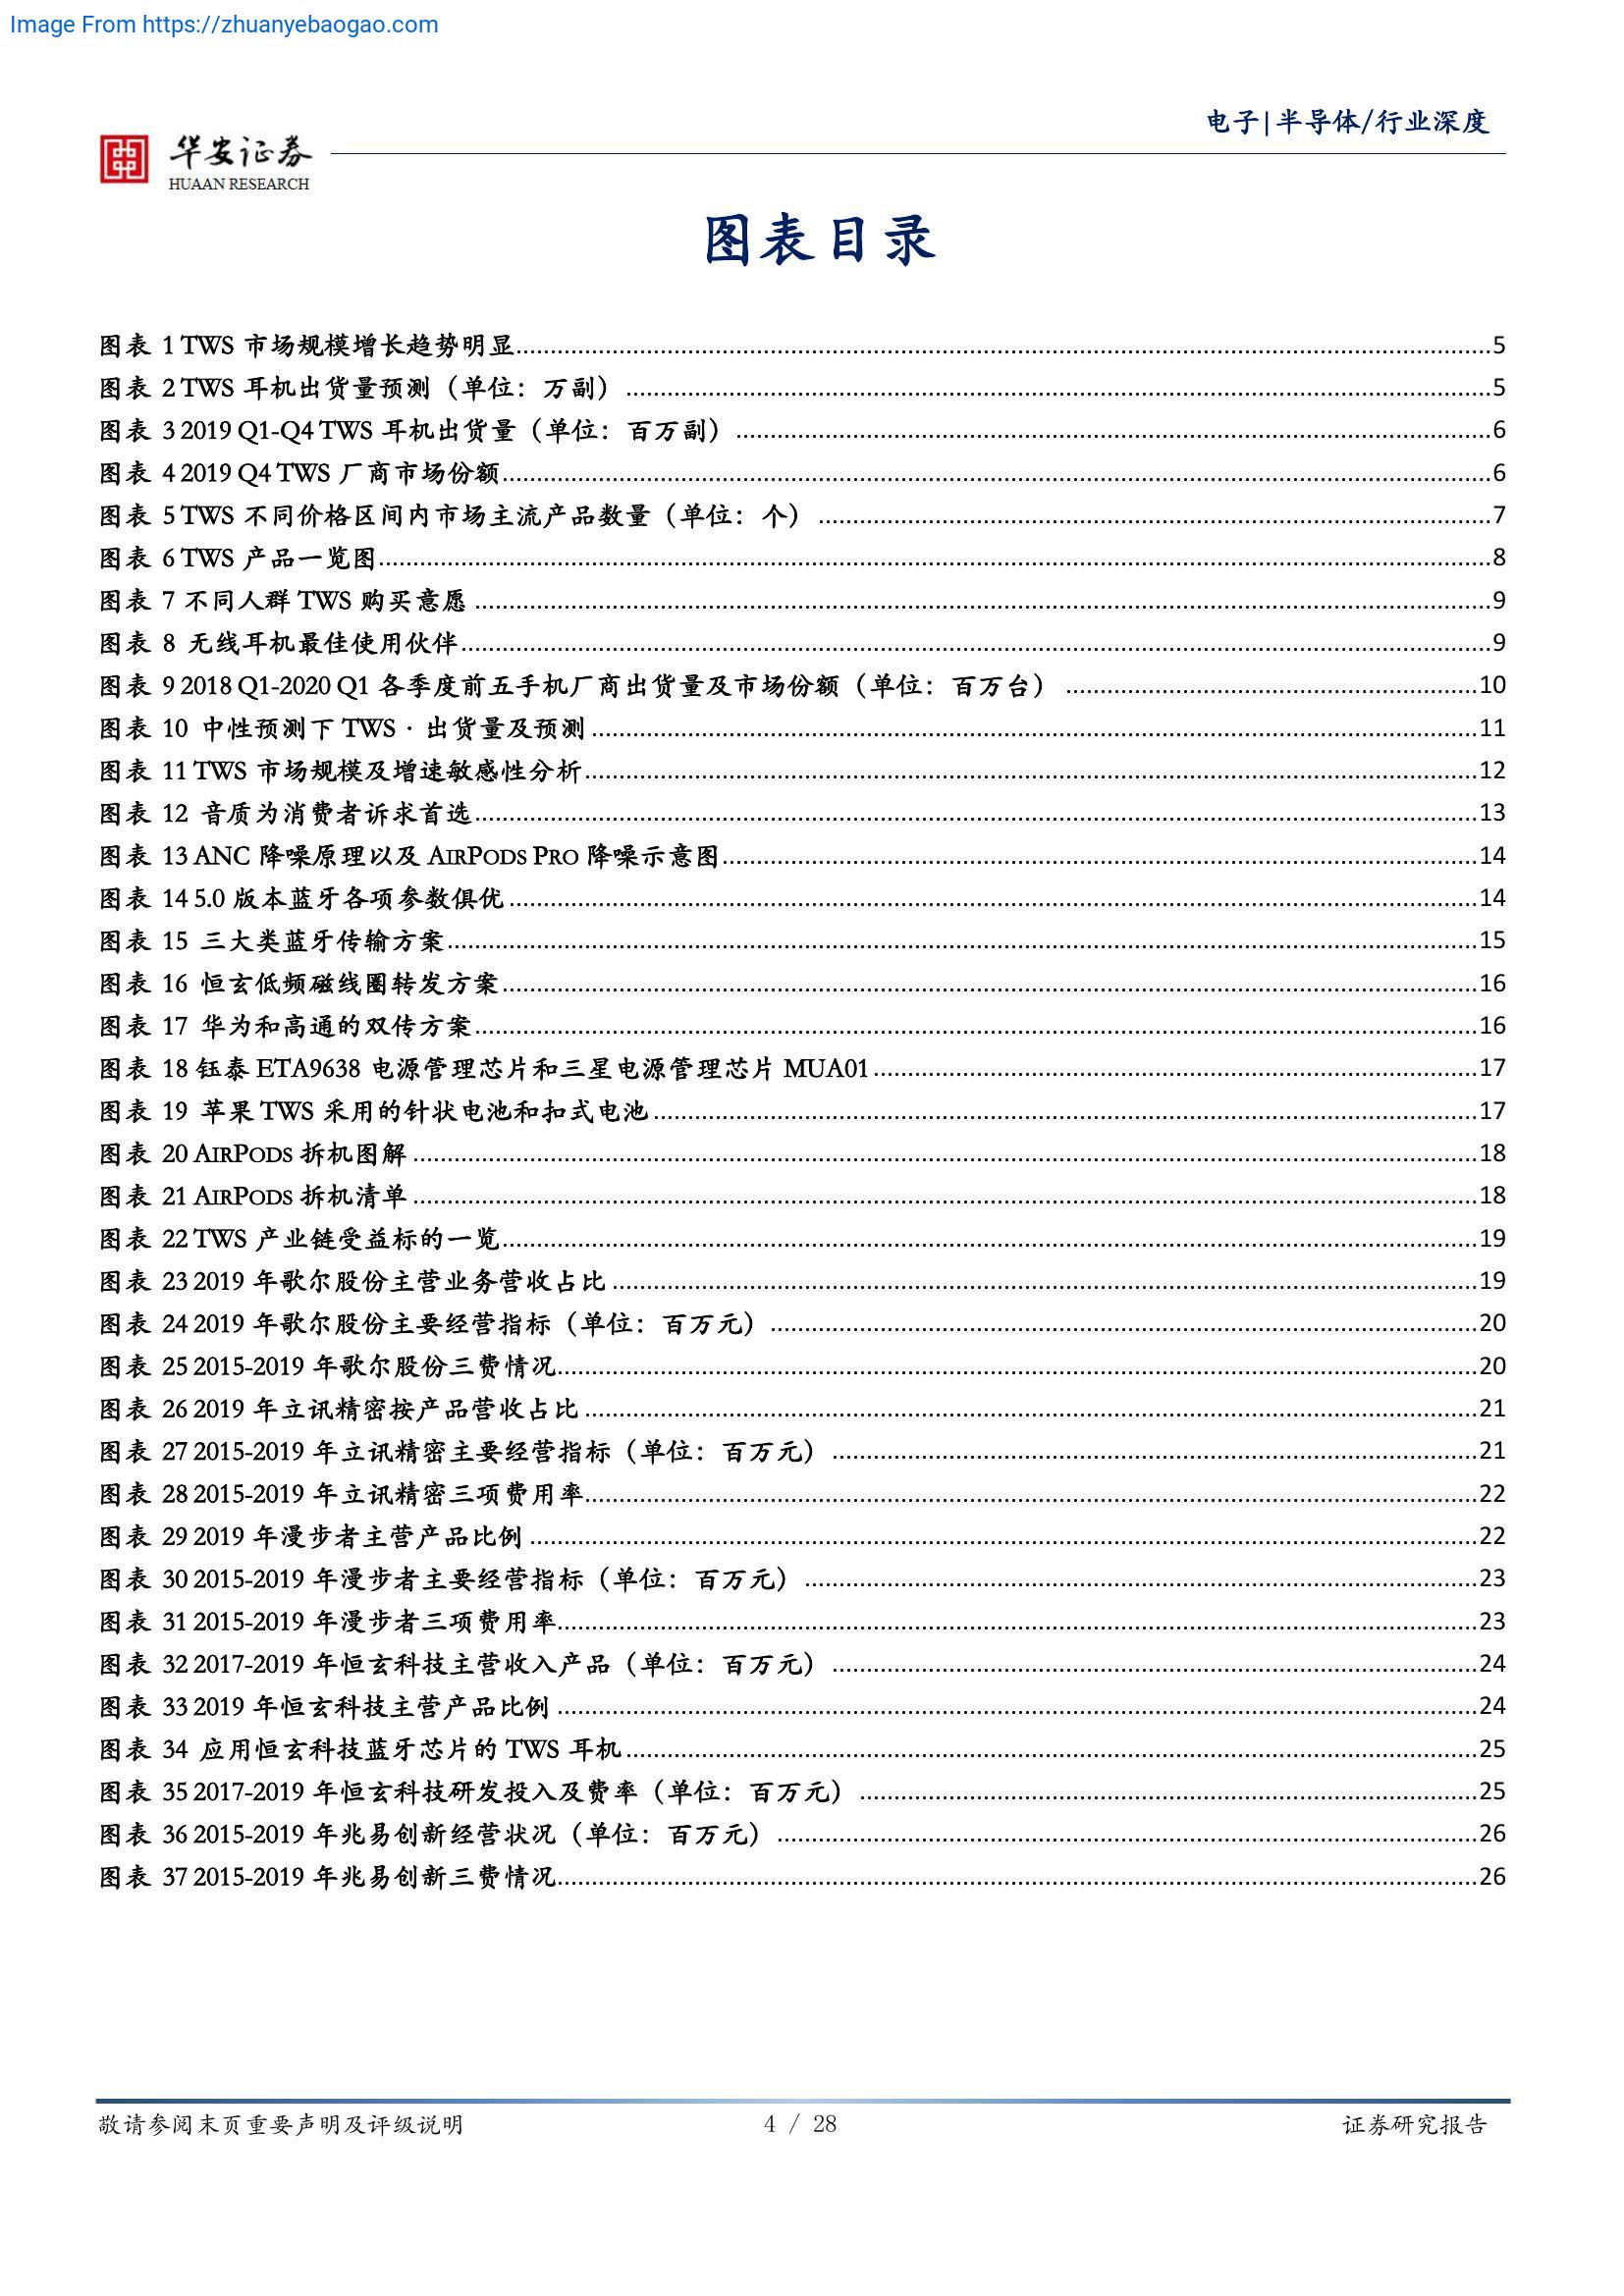 Image From https://zhuanyebaogao.com
电子|半导体/行业深度
华安证券
HUAAN RESEARCH
图表目录
图表 1 TWS 市场规模增长趋势明显 5
图表 2 TWS 耳机出货量预测（单位：万副） 5
图表 3 2019 Q1-Q4 TWS 耳机出货量（单位：百万副） 6
图表 4 2019 Q4 TWS 厂商市场份额 6
图表 5 TWS 不同价格区间内市场主流产品数量（单位：个） 7
图表 6 TWS 产品一览图 8
图表 7 不同人群 TWS 购买意愿 9
图表 8 无线耳机最佳使用伙伴 9
图表 9 2018 Q1-2020 Q1 各季度前五手机厂商出货量及市场份额（单位：百万台） 10
图表 10 中性预测下 TWS · 出货量及预测 11
图表 11 TWS 市场规模及增速敏感性分析 12
图表 12 音质为消费者诉求首选 13
图表 13 ANC 降噪原理以及 AIRPODS PRO 降噪示意图 14
图表 14 5.0 版本蓝牙各项参数俱优 14
图表 15 三大类蓝牙传输方案 15
图表 16 恒玄低频磁线圈转发方案 16
图表 17 华为和高通的双传方案 16
图表 18 钰泰 ETA9638 电源管理芯片和三星电源管理芯片 MUA01 17
图表 19 苹果 TWS 采用的针状电池和扣式电池 17
图表 20 AIRPODS 拆机图解 18
图表 21 AIRPODS 拆机清单 18
图表 22 TWS 产业链受益标的一览 19
图表 23 2019 年歌尔股份主营业务营收占比 19
图表 24 2019 年歌尔股份主要经营指标（单位：百万元） 20
图表 25 2015-2019 年歌尔股份三费情况 20
图表 26 2019 年立讯精密按产品营收占比 21
图表 27 2015-2019 年立讯精密主要经营指标（单位：百万元） 21
图表 28 2015-2019 年立讯精密三项费用率 22
图表 29 2019 年漫步者主营产品比例 22
图表 30 2015-2019 年漫步者主要经营指标（单位：百万元） 23
图表 31 2015-2019 年漫步者三项费用率 23
图表 32 2017-2019 年恒玄科技主营收入产品（单位：百万元） 24
图表 33 2019 年恒玄科技主营产品比例 24
图表 34 应用恒玄科技蓝牙芯片的 TWS 耳机 25
图表 35 2017-2019 年恒玄科技研发投入及费率（单位：百万元） 25
图表 36 2015-2019 年兆易创新经营状况（单位：百万元） 26
图表 37 2015-2019 年兆易创新三费情况 26
敬请参阅末页重要声明及评级说明 4 / 28 证券研究报告